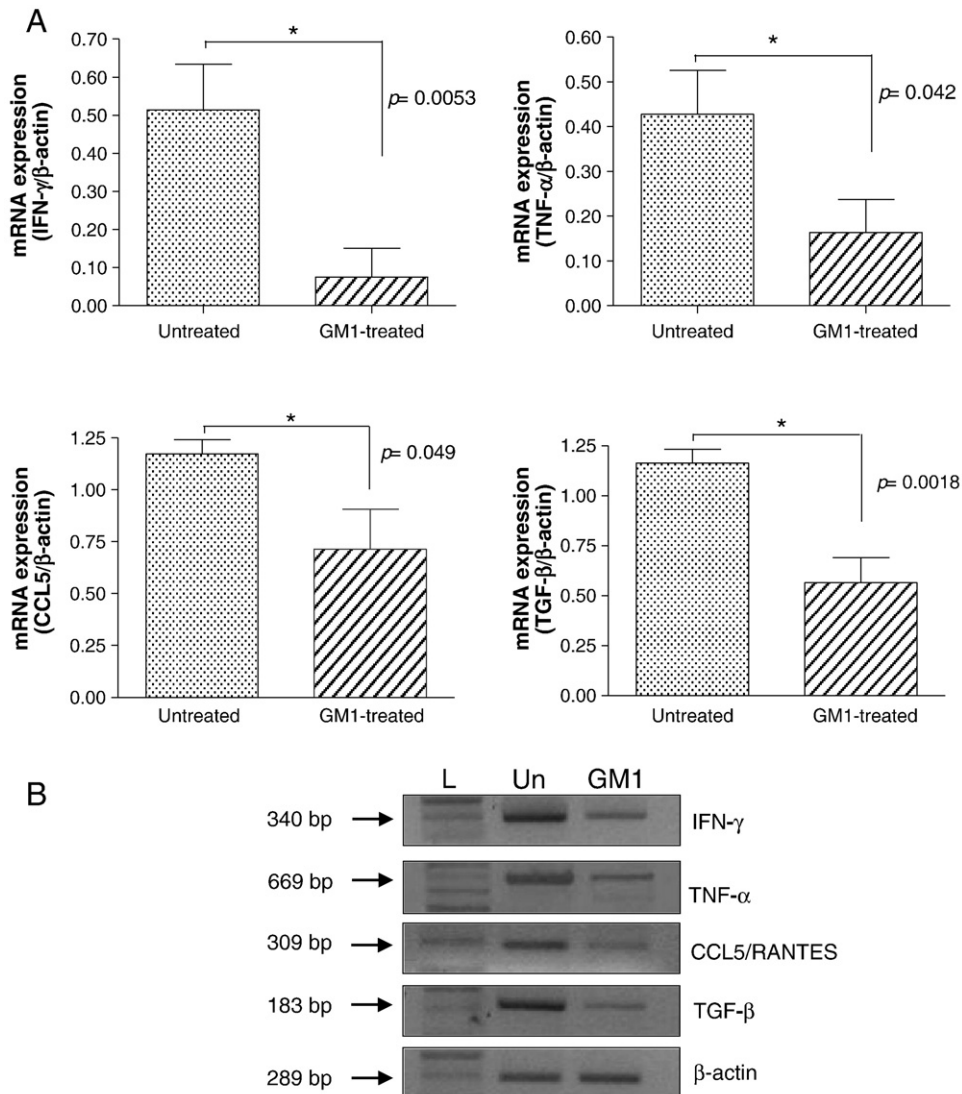 A
mRNA expression
(IFN-γ/β-actin)
0.70
0.60
0.50
0.40
0.30
0.20
0.10
0.00
*
p= 0.0053
Untreated GM1-treated
mRNA expression
(TNF-α/β-actin)
0.60
0.50
0.40
0.30
0.20
0.10
0.00
*
p= 0.042
Untreated GM1-treated
mRNA expression
(CCL5/β-actin)
1.25
1.00
0.75
0.50
0.25
0.00
*
p= 0.049
Untreated GM1-treated
mRNA expression
(TGF-β/β-actin)
1.25
1.00
0.75
0.50
0.25
0.00
*
p= 0.0018
Untreated GM1-treated
B
L Un GM1
340 bp IFN-γ
669 bp TNF-α
309 bp CCL5/RANTES
183 bp TGF-β
289 bp β-actin